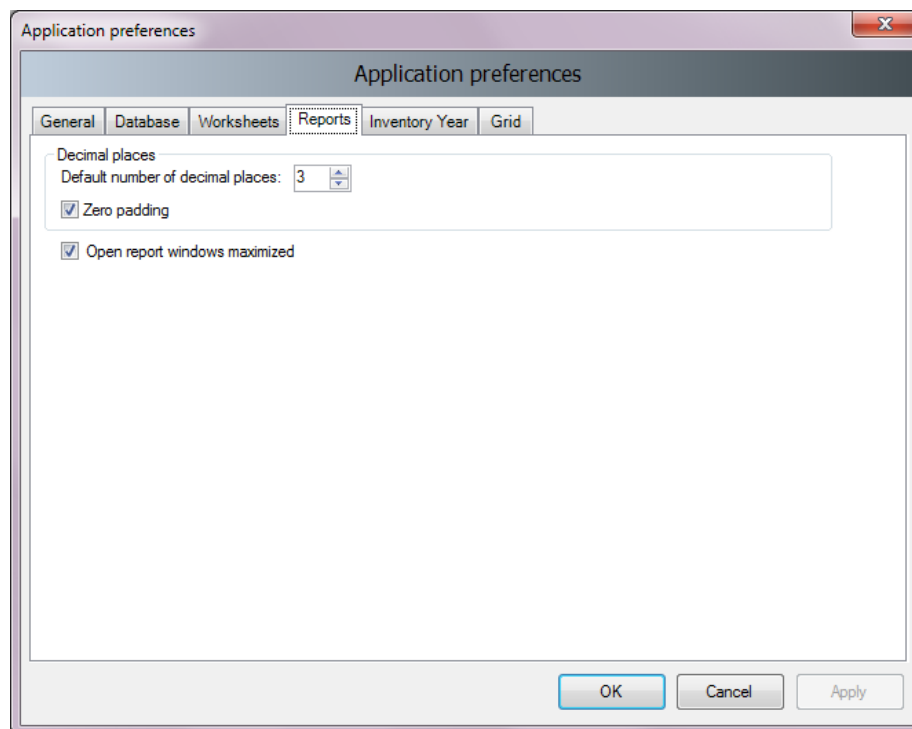 Application preferences
Application preferences
General Database Worksheets Reports Inventory Year Grid
Decimal places
Default number of decimal places: 3
Zero padding
Open report windows maximized
OK Cancel Apply